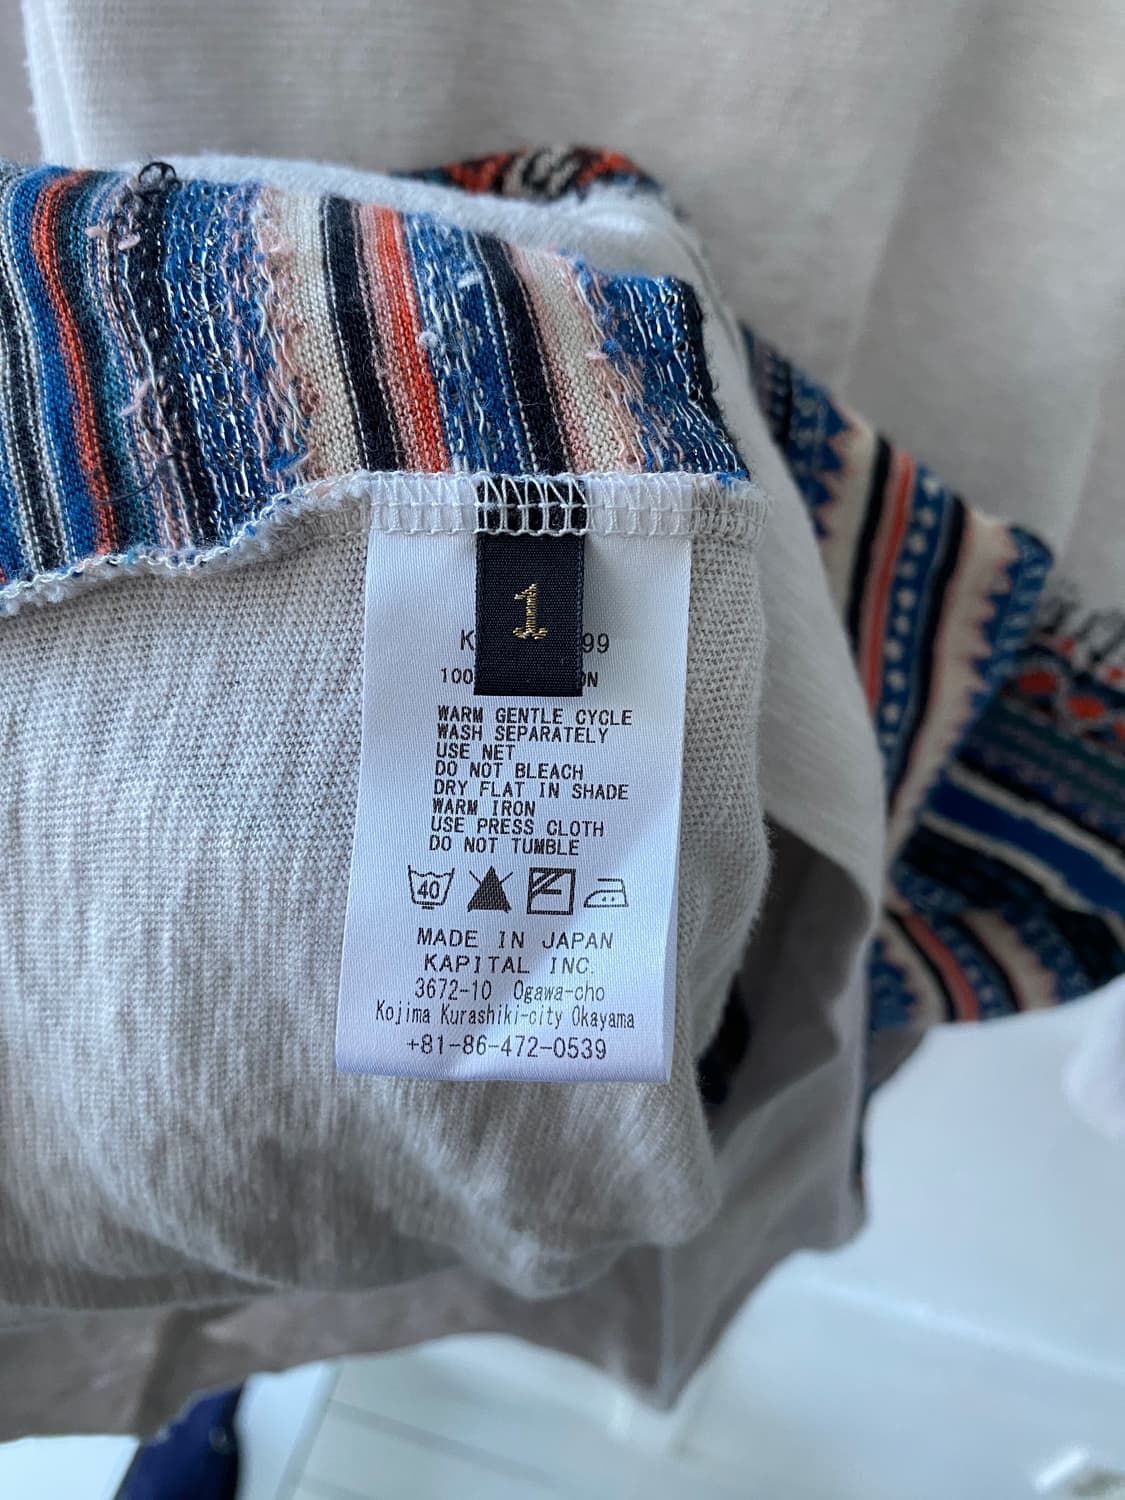 1
K 99
100 N
WARM GENTLE CYCLE
WASH SEPARATELY
USE NET
DO NOT BLEACH
DRY FLAT IN SHADE
WARM IRON
USE PRESS CLOTH
DO NOT TUMBLE
40
MADE IN JAPAN
KAPITAL INC.
3672-10 Ogawa-cho
Kojima Kurashiki-city Okayama
+81-86-472-0539